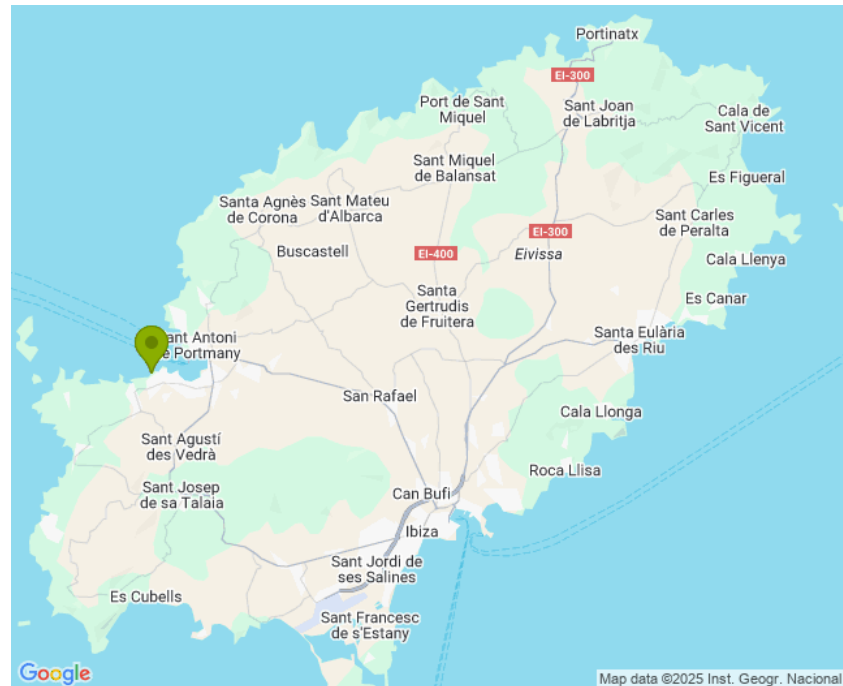 Portinatx
EI-300
Port de Sant
Miquel
Sant Joan
de Labritja
Cala de
Sant Vicent
Sant Miquel
de Balansat
Es Figueral
Santa Agnès
de Corona
Sant Mateu
d'Albarca
Sant Carles
de Peralta
EI-300
Buscastell
EI-400
Eivissa
Cala Llenya
Santa
Gertrudis
de Fruitera
Es Canar
Santa Eulària
des Riu
ant Antoni
e Portmany
San Rafael
Cala Llonga
Sant Agustí
des Vedrà
Roca Llisa
Sant Josep
de sa Talaia
Can Bufi
Ibiza
Sant Jordi de
ses Salines
Es Cubells
Sant Francesc
de s'Estany
Google
Map data ©2025 Inst. Geogr. Nacional